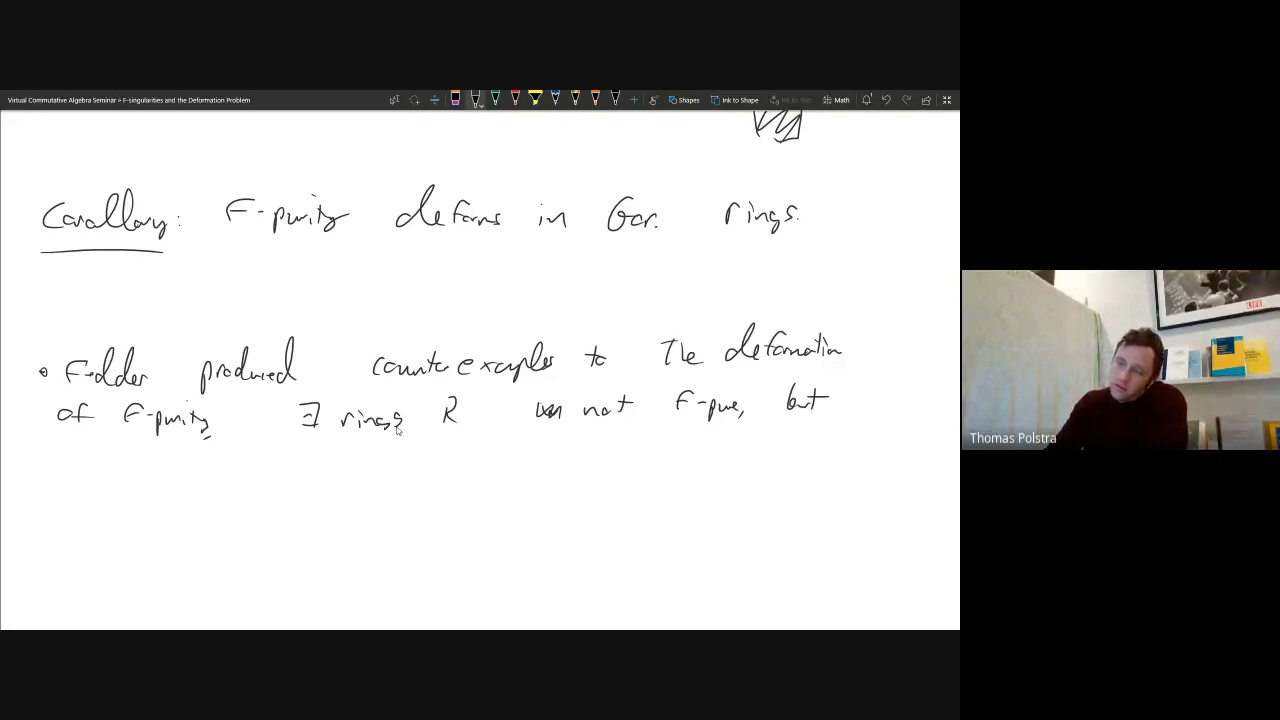 Virtual Commutative Algebra Seminar > F-singularities and the Deformation Problem
Shapes
Ink to Shape
Math
Corollary: F-purity deforms in Gor. rings.
• Fedder produced counterexamples to the deformation
of F-purity ∃ rings R not F-pure, but
LIFE
Thomas Polstra